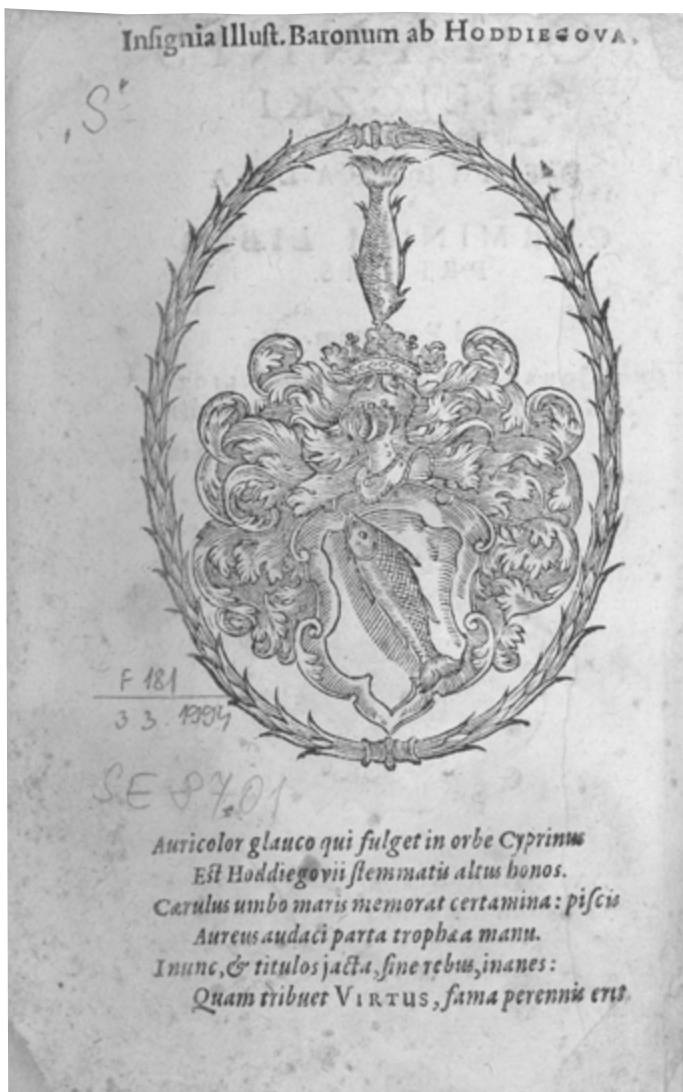 Insignia Illust. Baronum ab HODDIEGOVA.
"S"
F 181
3 3. 1994
SE 87.01
Auricolor glauco qui fulget in orbe Cyprinus
Est Hoddiegovii stemmatis altus honos.
Cærulus umbo maris memorat certamina: piscis
Aureus audaci parta trophæa manu.
I nunc, & titulos jacta, sine rebus, inanes:
Quam tribuet VIRTUS, fama perennis erit.